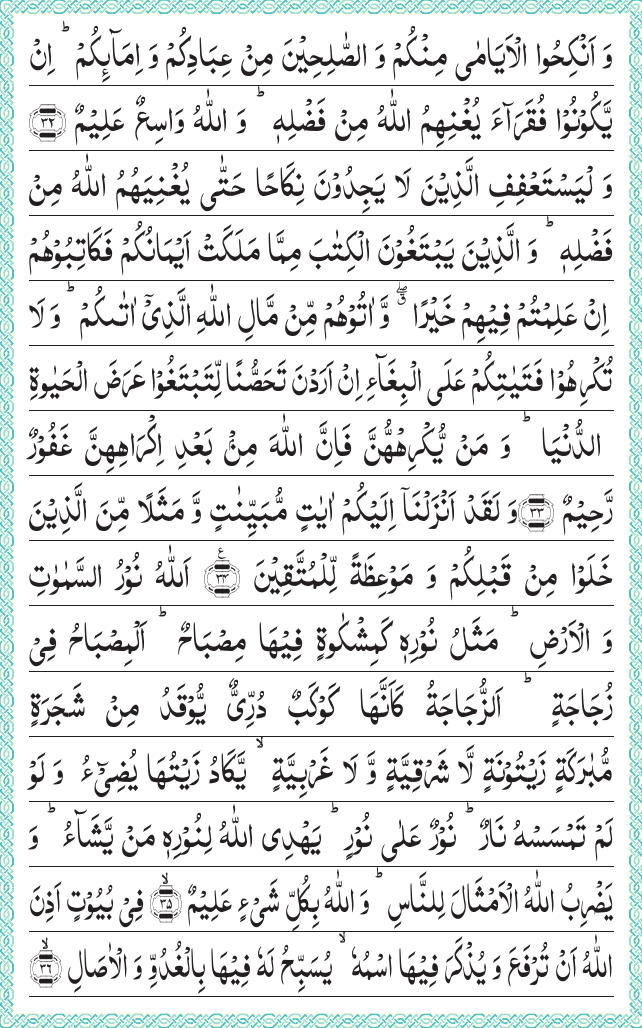 وَ اَنْكِحُوا الْاَيَامٰى مِنْكُمْ وَ الصّٰلِحِيْنَ مِنْ عِبَادِكُمْ وَ اِمَآىِٕكُمْؕ اِنْ
يَّكُوْنُوْا فُقَرَآءَ يُغْنِهِمُ اللّٰهُ مِنْ فَضْلِهٖؕ وَ اللّٰهُ وَاسِعٌ عَلِيْمٌ ﴿۳۲﴾
وَ لْيَسْتَعْفِفِ الَّذِيْنَ لَا يَجِدُوْنَ نِكَاحًا حَتّٰى يُغْنِيَهُمُ اللّٰهُ مِنْ
فَضْلِهٖؕ وَ الَّذِيْنَ يَبْتَغُوْنَ الْكِتٰبَ مِمَّا مَلَكَتْ اَيْمَانُكُمْ فَكَاتِبُوْهُمْ
اِنْ عَلِمْتُمْ فِيْهِمْ خَيْرًاۗۖ وَّ اٰتُوْهُمْ مِّنْ مَّالِ اللّٰهِ الَّذِيْۤ اٰتٰىكُمْؕ وَ لَا
تُكْرِهُوْا فَتَيٰتِكُمْ عَلَى الْبِغَآءِ اِنْ اَرَدْنَ تَحَصُّنًا لِّتَبْتَغُوْا عَرَضَ الْحَيٰوةِ
الدُّنْيَاؕ وَ مَنْ يُّكْرِهْهُّنَّ فَاِنَّ اللّٰهَ مِنْۢ بَعْدِ اِكْرَاهِهِنَّ غَفُوْرٌ
رَّحِيْمٌ ﴿۳۳﴾ وَ لَقَدْ اَنْزَلْنَاۤ اِلَيْكُمْ اٰيٰتٍ مُّبَيِّنٰتٍ وَّ مَثَلًا مِّنَ الَّذِيْنَ
خَلَوْا مِنْ قَبْلِكُمْ وَ مَوْعِظَةً لِّلْمُتَّقِيْنَ ﴿۳۴﴾ع اَللّٰهُ نُوْرُ السَّمٰوٰتِ
وَ الْاَرْضِؕ مَثَلُ نُوْرِهٖ كَمِشْكٰوةٍ فِيْهَا مِصْبَاحٌؕ اَلْمِصْبَاحُ فِيْ
زُجَاجَةٍؕ اَلزُّجَاجَةُ كَاَنَّهَا كَوْكَبٌ دُرِّيٌّ يُّوْقَدُ مِنْ شَجَرَةٍ
مُّبٰرَكَةٍ زَيْتُوْنَةٍ لَّا شَرْقِيَّةٍ وَّ لَا غَرْبِيَّةٍۙ يَّكَادُ زَيْتُهَا يُضِيْٓءُ وَ لَوْ
لَمْ تَمْسَسْهُ نَارٌؕ نُوْرٌ عَلٰى نُوْرٍؕ يَهْدِى اللّٰهُ لِنُوْرِهٖ مَنْ يَّشَآءُؕ وَ
يَضْرِبُ اللّٰهُ الْاَمْثَالَ لِلنَّاسِؕ وَ اللّٰهُ بِكُلِّ شَيْءٍ عَلِيْمٌۙ ﴿۳۵﴾ فِيْ بُيُوْتٍ اَذِنَ
اللّٰهُ اَنْ تُرْفَعَ وَ يُذْكَرَ فِيْهَا اسْمُهٗۙ يُسَبِّحُ لَهٗ فِيْهَا بِالْغُدُوِّ وَ الْاٰصَالِۙ ﴿۳۶﴾